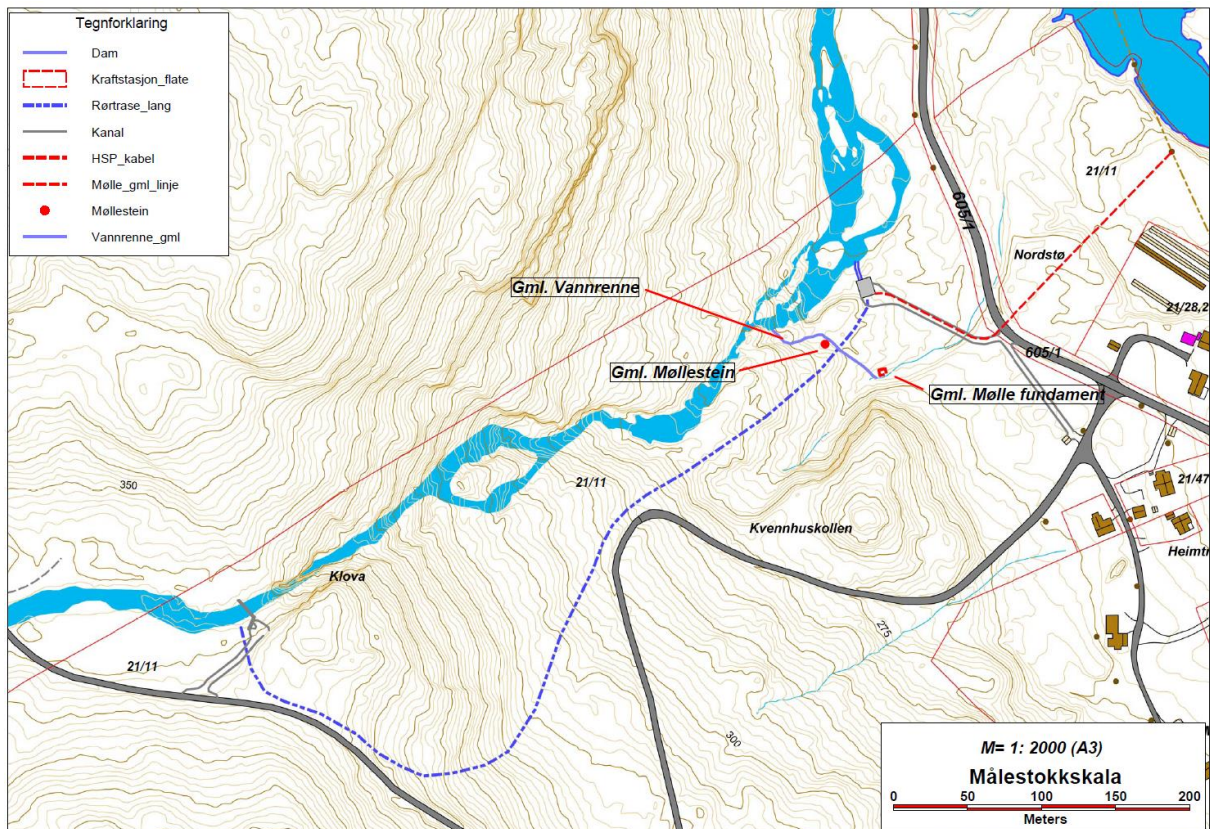 Tegnforklaring
Dam
Kraftstasjon_flate
Rørtrase_lang
Kanal
HSP_kabel
Mølle_gml_linje
Møllestein
Vannrenne_gml
21/11
605/1
Nordstø
Gml. Vannrenne
21/28,2
605/1
Gml. Møllestein
Gml. Mølle fundament
350
21/11
21/47
Kvennhuskollen
Heimtr
Klova
275
21/11
300
M= 1: 2000 (A3)
Målestokkskala
0 50 100 150 200
Meters